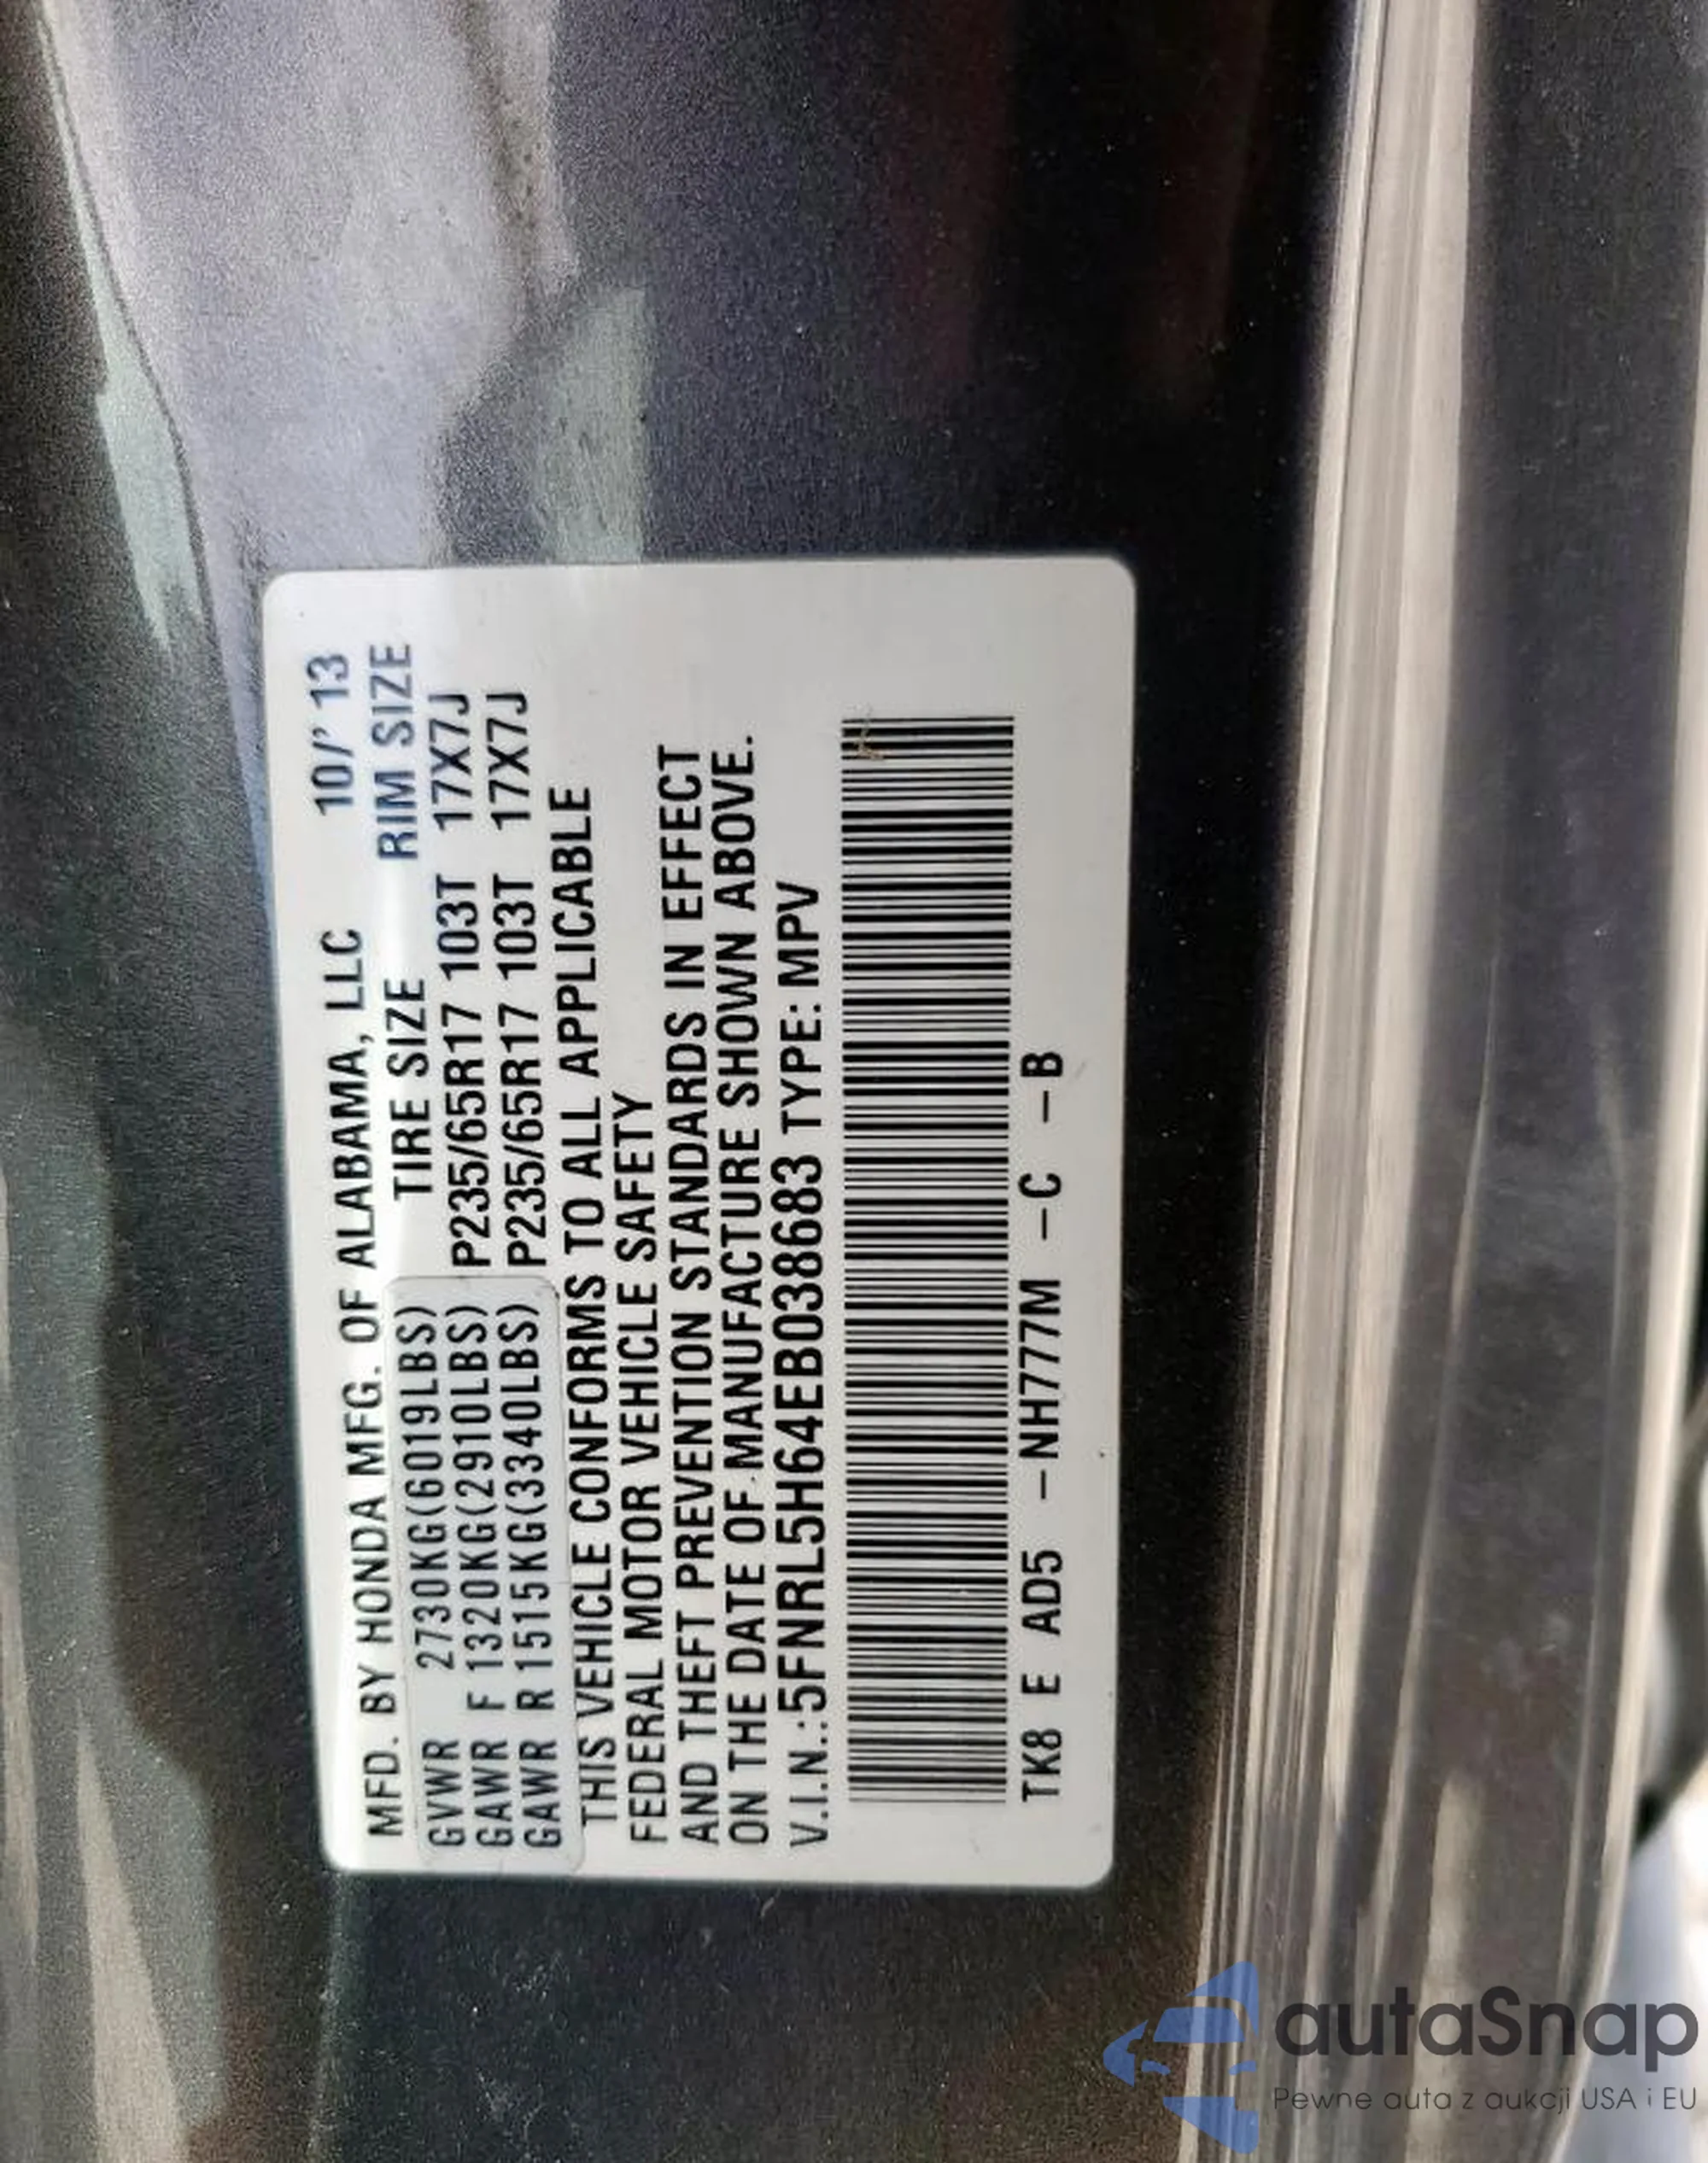 MFD. BY HONDA MFG. OF ALABAMA, LLC 10/'13
TIRE SIZE RIM SIZE
GVWR 2730KG(6019LBS)
GAWR F 1320KG(2910LBS) P235/65R17 103T 17X7J
GAWR R 1515KG(3340LBS) P235/65R17 103T 17X7J
THIS VEHICLE CONFORMS TO ALL APPLICABLE
FEDERAL MOTOR VEHICLE SAFETY
AND THEFT PREVENTION STANDARDS IN EFFECT
ON THE DATE OF MANUFACTURE SHOWN ABOVE.
V.I.N.:5FNRL5H64EB038683 TYPE: MPV
TK8 E AD5 -NH777M -C -B
autaSnap
Pewne auta z aukcji USA i EU